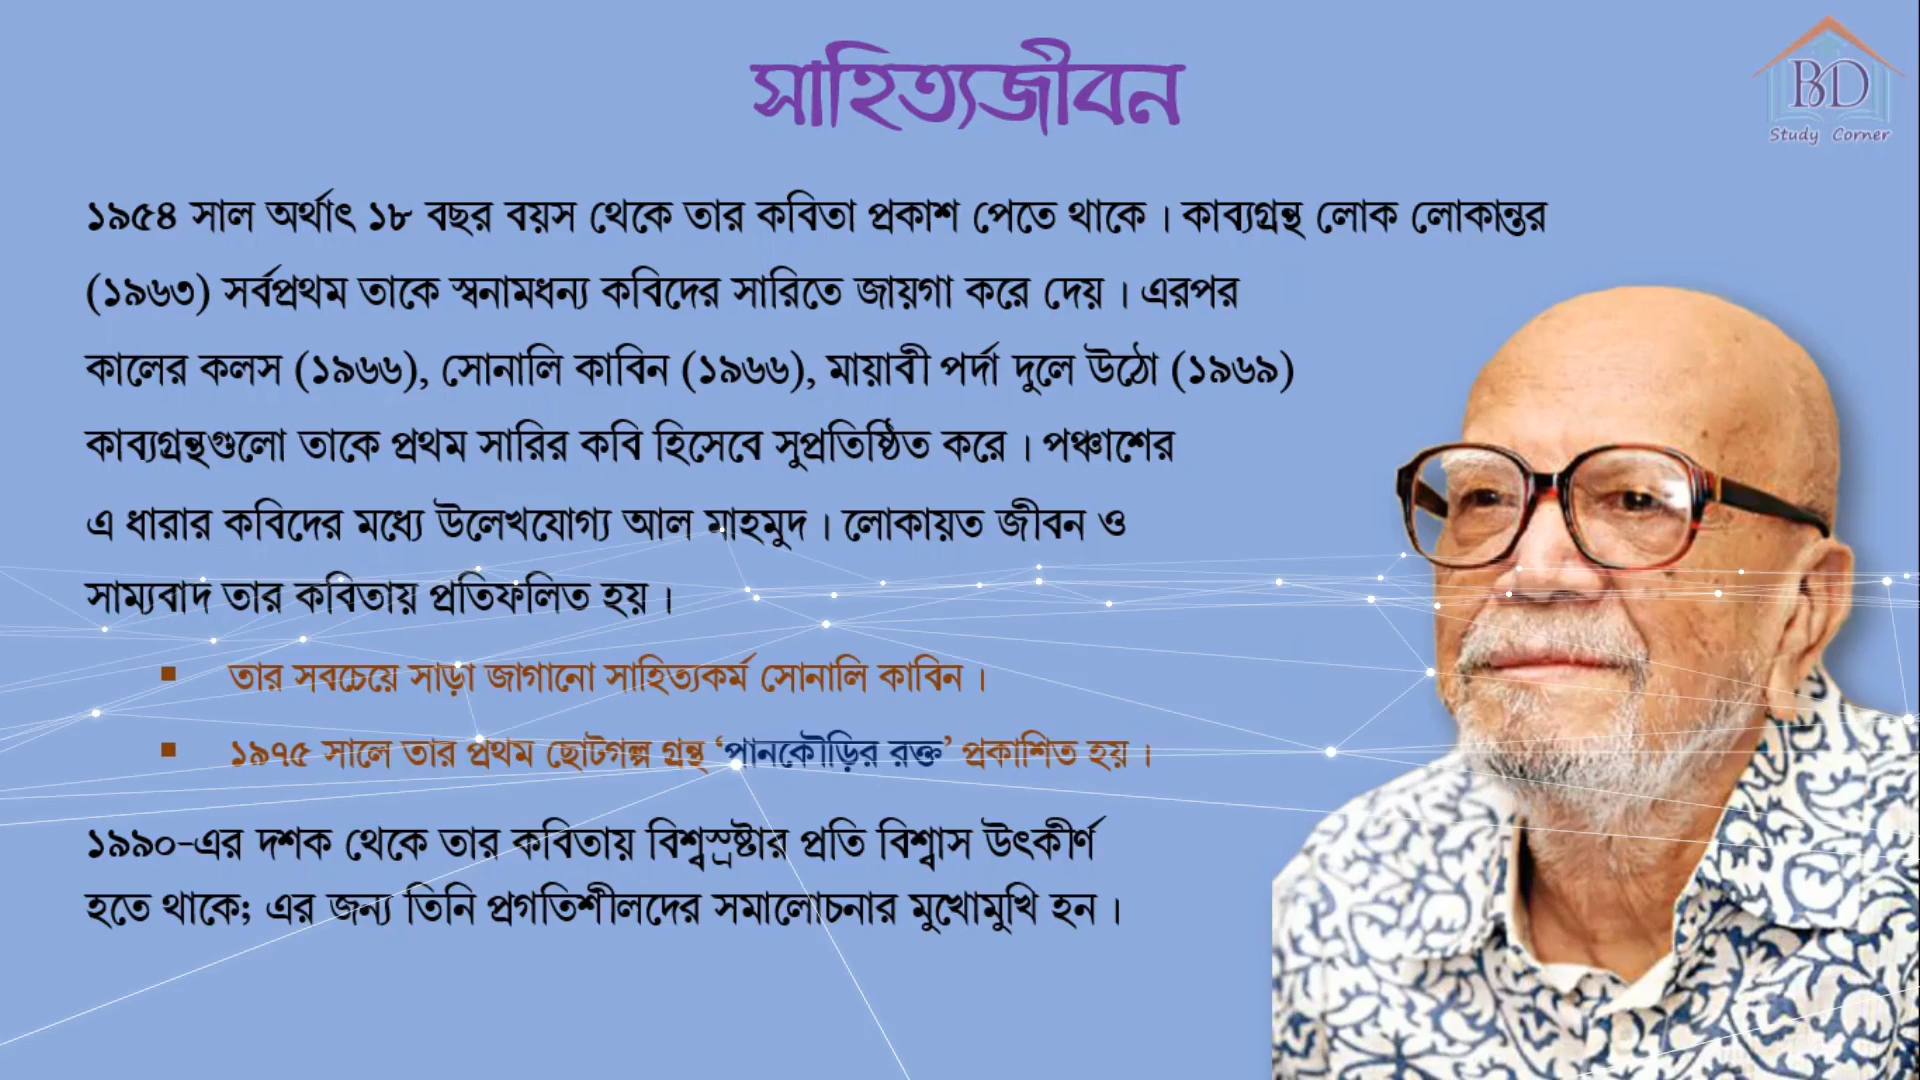 সাহিত্যজীবন
BD
Study Corner
১৯৫৪ সাল অর্থাৎ ১৮ বছর বয়স থেকে তার কবিতা প্রকাশ পেতে থাকে। কাব্যগ্রন্থ লোক লোকান্তর
(১৯৬৩) সর্বপ্রথম তাকে স্বনামধন্য কবিদের সারিতে জায়গা করে দেয়। এরপর
কালের কলস (১৯৬৬), সোনালি কাবিন (১৯৬৬), মায়াবী পর্দা দুলে উঠো (১৯৬৯)
কাব্যগ্রন্থগুলো তাকে প্রথম সারির কবি হিসেবে সুপ্রতিষ্ঠিত করে। পঞ্চাশের
এ ধারার কবিদের মধ্যে উলেখযোগ্য আল মাহমুদ। লোকায়ত জীবন ও
সাম্যবাদ তার কবিতায় প্রতিফলিত হয়।
▪ তার সবচেয়ে সাড়া জাগানো সাহিত্যকর্ম সোনালি কাবিন।
▪ ১৯৭৫ সালে তার প্রথম ছোটগল্প গ্রন্থ ‘পানকৌড়ির রক্ত’ প্রকাশিত হয়।
১৯৯০-এর দশক থেকে তার কবিতায় বিশ্বস্রষ্টার প্রতি বিশ্বাস উৎকীর্ণ
হতে থাকে; এর জন্য তিনি প্রগতিশীলদের সমালোচনার মুখোমুখি হন।